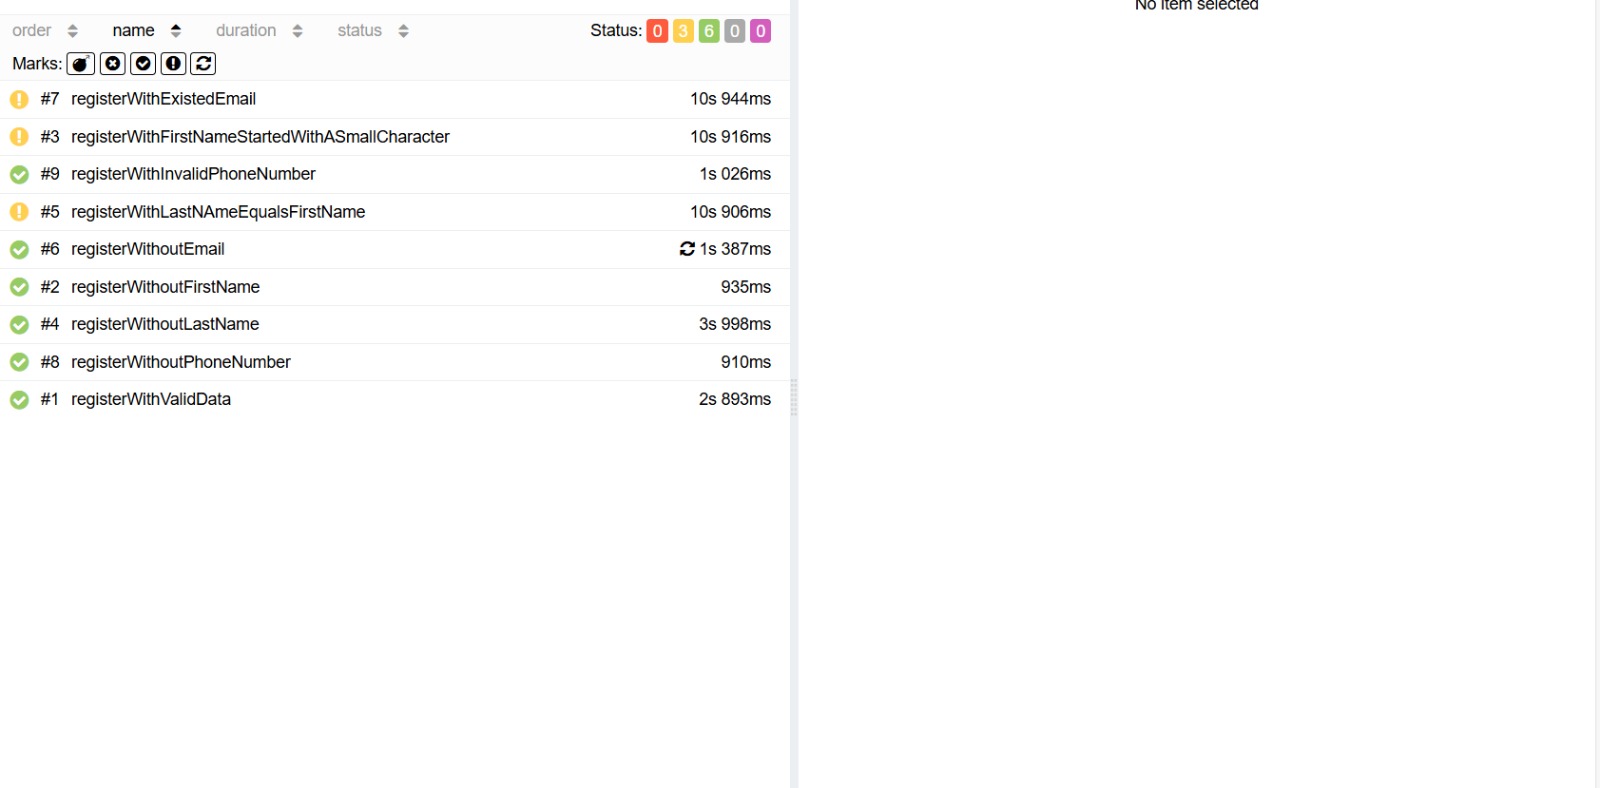 No item selected
order name duration status Status: 0 3 6 0 0
Marks:
#7 registerWithExistedEmail 10s 944ms
#3 registerWithFirstNameStartedWithASmallCharacter 10s 916ms
#9 registerWithInvalidPhoneNumber 1s 026ms
#5 registerWithLastNAmeEqualsFirstName 10s 906ms
#6 registerWithoutEmail 1s 387ms
#2 registerWithoutFirstName 935ms
#4 registerWithoutLastName 3s 998ms
#8 registerWithoutPhoneNumber 910ms
#1 registerWithValidData 2s 893ms